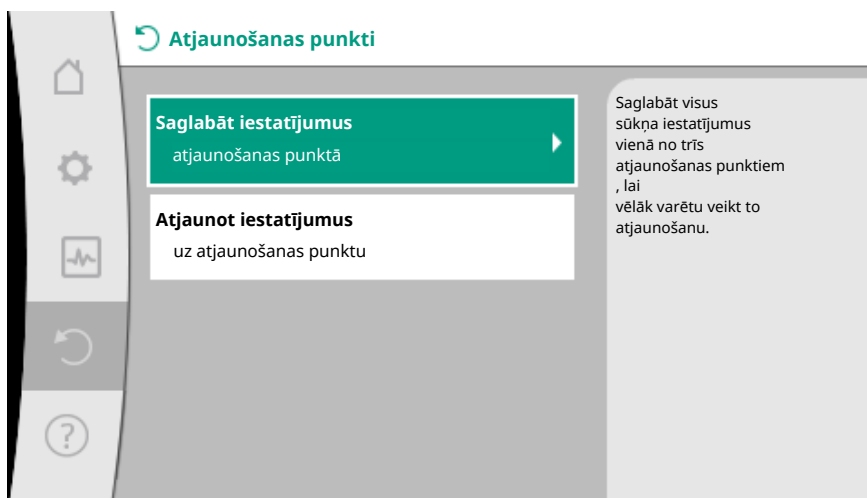 Atjaunošanas punkti
Saglabāt iestatījumus
atjaunošanas punktā
Atjaunot iestatījumus
uz atjaunošanas punktu
Saglabāt visus
sūkņa iestatījumus
vienā no trīs
atjaunošanas punktiem
, lai
vēlāk varētu veikt to
atjaunošanu.
?